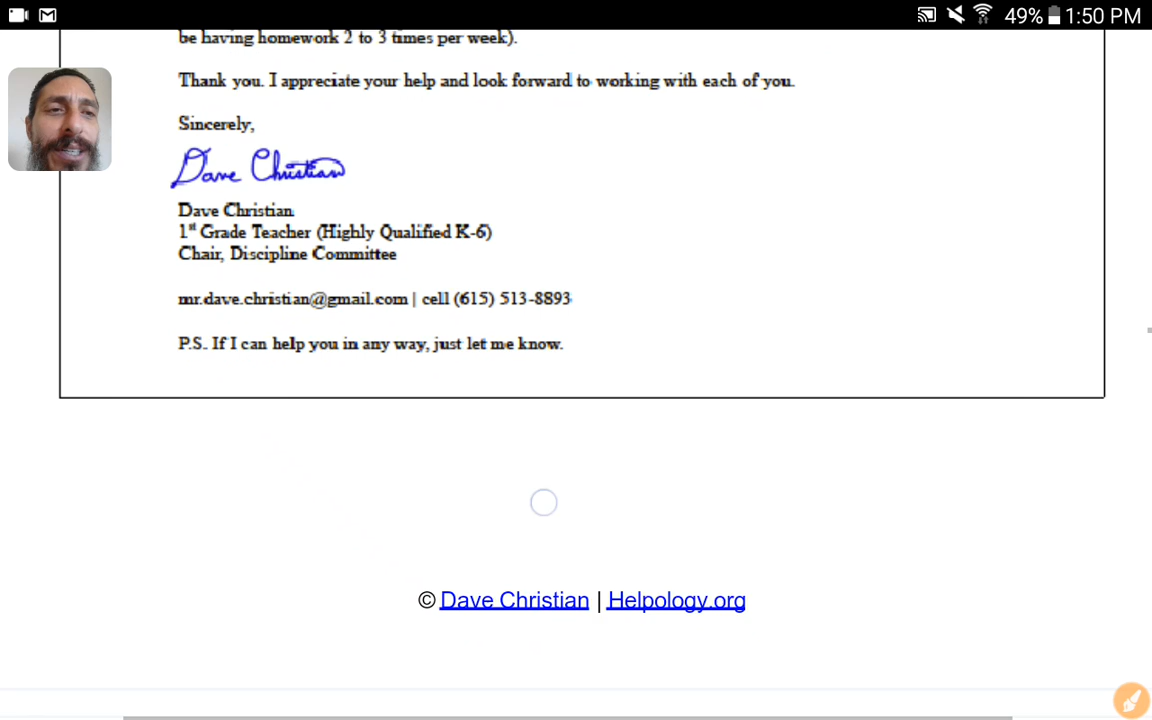 49% 1:50 PM
be having homework 2 to 3 times per week).
Thank you. I appreciate your help and look forward to working with each of you.
Sincerely,
Dave Christian
Dave Christian
1st Grade Teacher (Highly Qualified K-6)
Chair, Discipline Committee
mr.dave.christian@gmail.com | cell (615) 513-8893
P.S. If I can help you in any way, just let me know.
© Dave Christian | Helpology.org